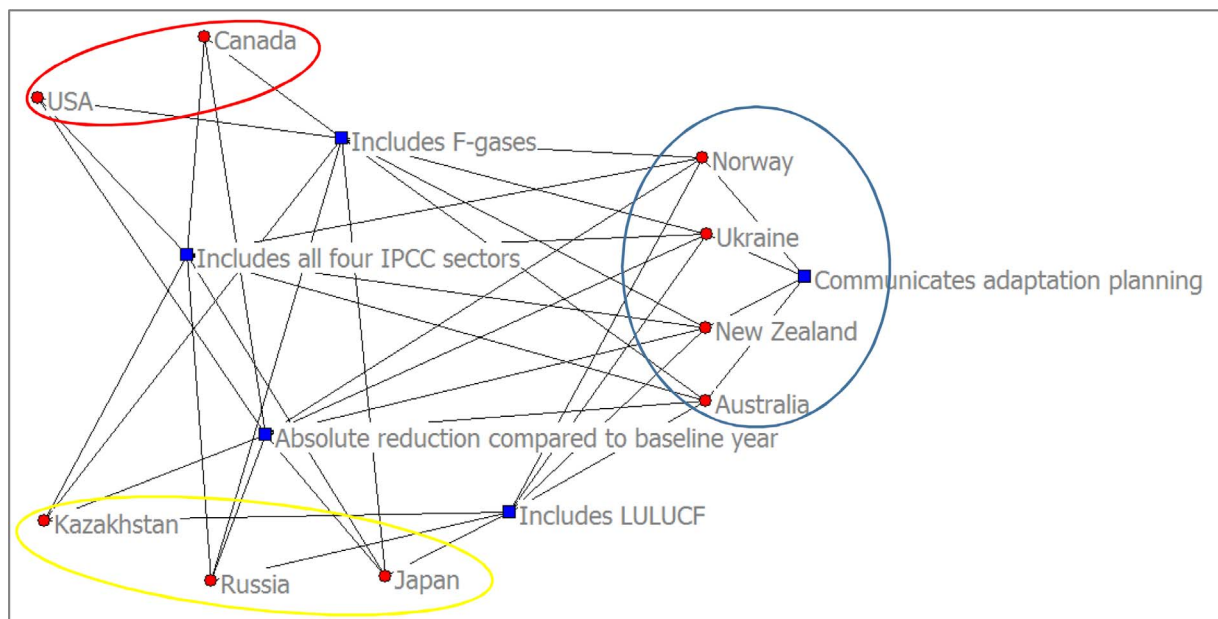 Canada
USA
Includes F-gases
Norway
Ukraine
Includes all four IPCC sectors
Communicates adaptation planning
New Zealand
Australia
Absolute reduction compared to baseline year
Kazakhstan
Includes LULUCF
Russia
Japan